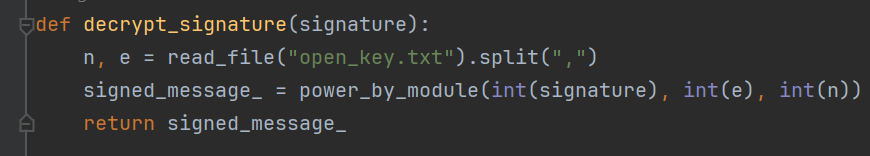 def decrypt_signature(signature):
    n, e = read_file("open_key.txt").split(",")
    signed_message_ = power_by_module(int(signature), int(e), int(n))
    return signed_message_